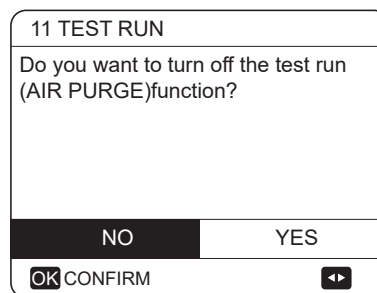 11 TEST RUN
Do you want to turn off the test run
(AIR PURGE)function?
NO YES
OK CONFIRM